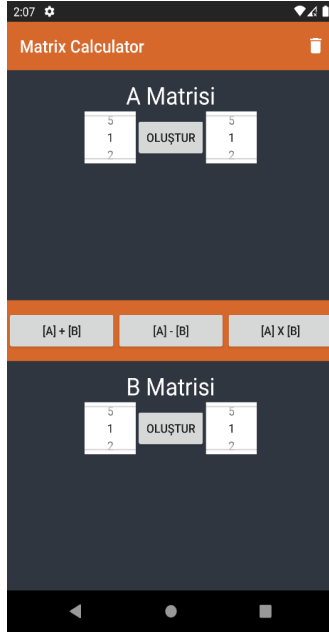 2:07
Matrix Calculator
A Matrisi
5 5
1 OLUŞTUR 1
2 2
[A] + [B] [A] - [B] [A] X [B]
B Matrisi
5 5
1 OLUŞTUR 1
2 2